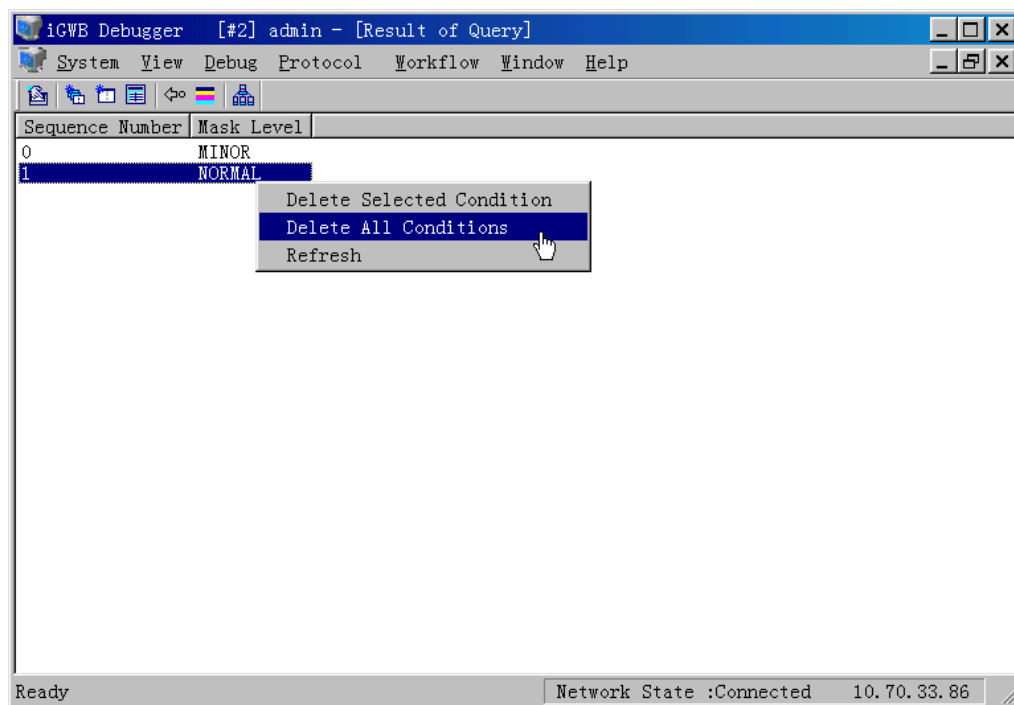 iGWB Debugger [#2] admin - [Result of Query]
System View Debug Protocol Workflow Window Help
Sequence Number Mask Level
0 MINOR
1 NORMAL
Delete Selected Condition
Delete All Conditions
Refresh
Ready Network State :Connected 10.70.33.86